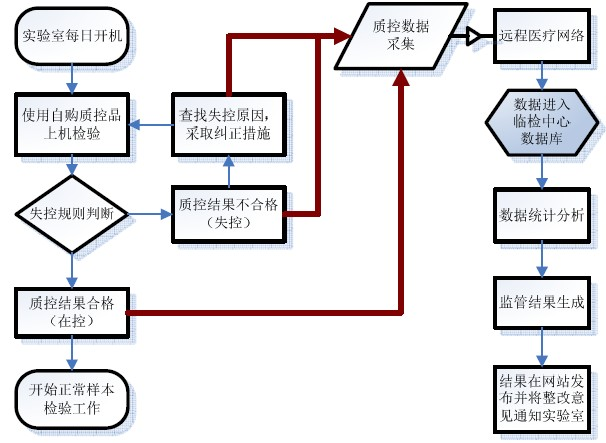 实验室每日开机
使用自购质控品
上机检验
失控规则判断
质控结果合格
（在控）
开始正常样本
检验工作
查找失控原因，
采取纠正措施
质控结果不合格
（失控）
质控数据
采集
远程医疗网络
数据进入
临检中心
数据库
数据统计分析
监管结果生成
结果在网站发
布并将整改意
见通知实验室